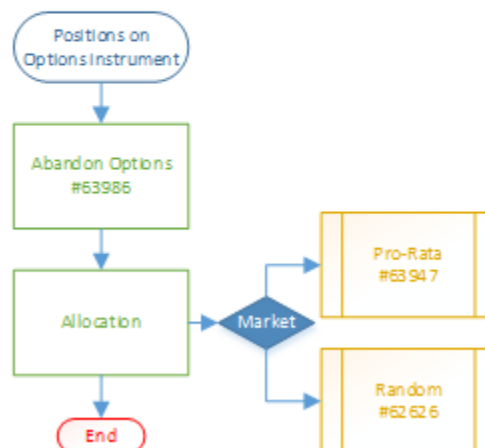 Positions on
Options Instrument
Abandon Options
#63986
Pro-Rata
#63947
Allocation
Market
Random
#62626
End